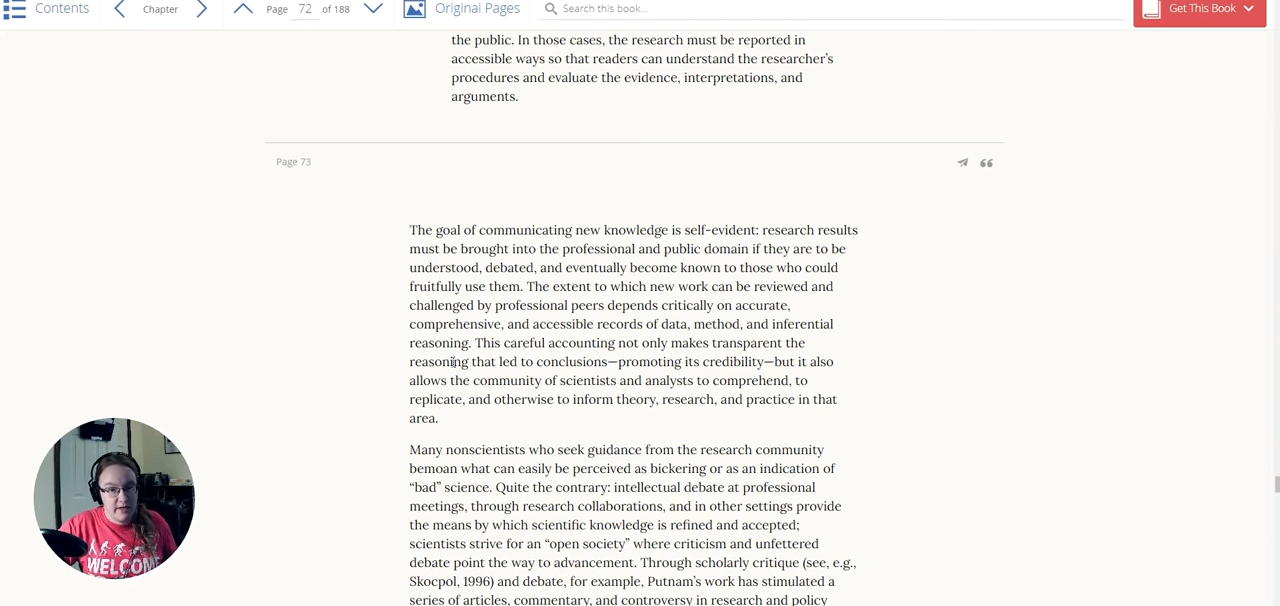 Contents
Chapter
Page 72 of 188
Original Pages
Search this book...
Get This Book
the public. In those cases, the research must be reported in
accessible ways so that readers can understand the researcher’s
procedures and evaluate the evidence, interpretations, and
arguments.
Page 73
The goal of communicating new knowledge is self-evident: research results
must be brought into the professional and public domain if they are to be
understood, debated, and eventually become known to those who could
fruitfully use them. The extent to which new work can be reviewed and
challenged by professional peers depends critically on accurate,
comprehensive, and accessible records of data, method, and inferential
reasoning. This careful accounting not only makes transparent the
reasoning that led to conclusions—promoting its credibility—but it also
allows the community of scientists and analysts to comprehend, to
replicate, and otherwise to inform theory, research, and practice in that
area.
Many nonscientists who seek guidance from the research community
bemoan what can easily be perceived as bickering or as an indication of
“bad” science. Quite the contrary: intellectual debate at professional
meetings, through research collaborations, and in other settings provide
the means by which scientific knowledge is refined and accepted;
scientists strive for an “open society” where criticism and unfettered
debate point the way to advancement. Through scholarly critique (see, e.g.,
Skocpol, 1996) and debate, for example, Putnam’s work has stimulated a
series of articles, commentary, and controversy in research and policy
WELCOME